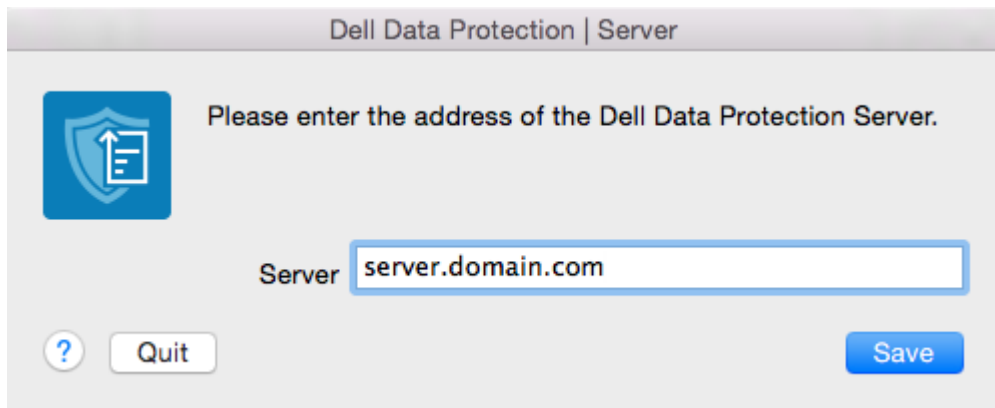 Dell Data Protection | Server
Please enter the address of the Dell Data Protection Server.
Server server.domain.com
? Quit Save